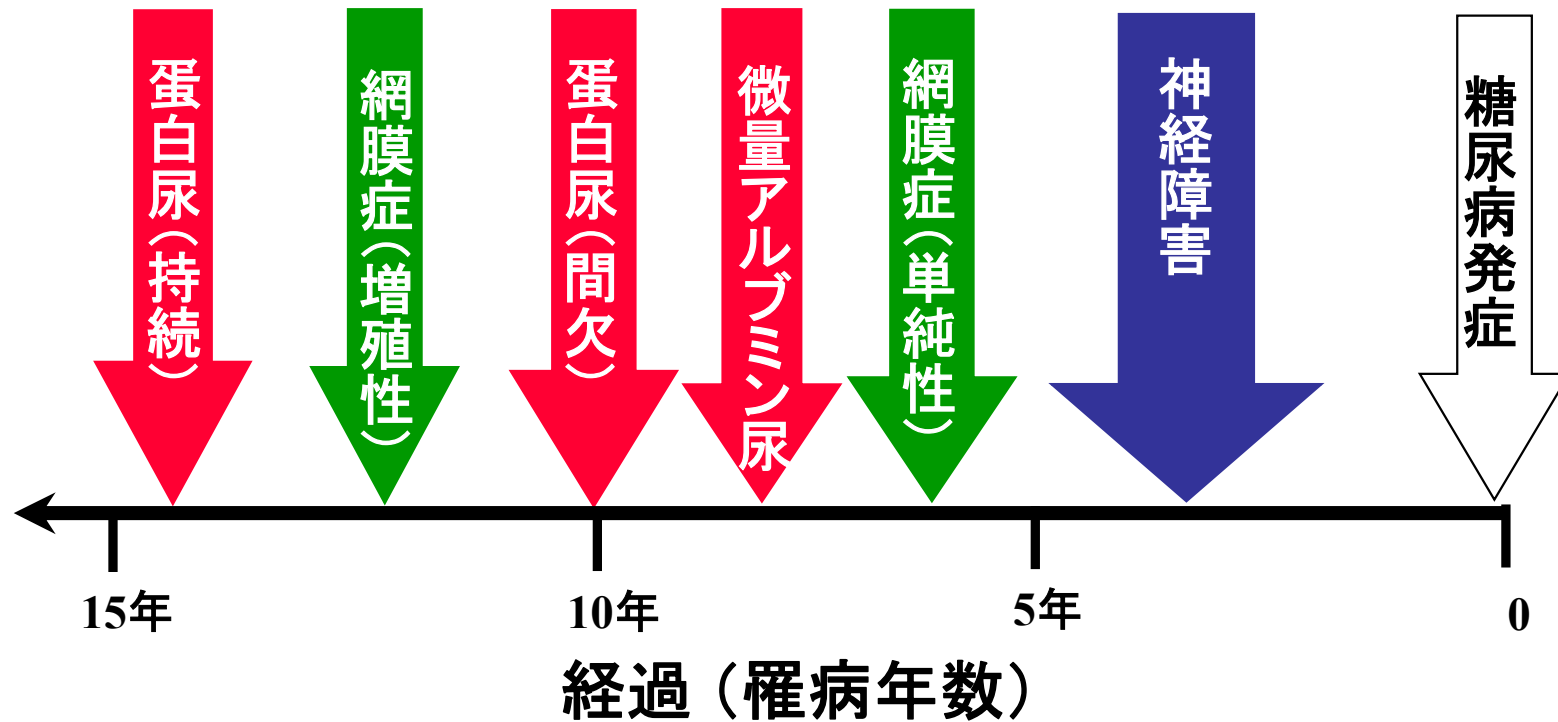 蛋白尿（持続）
網膜症（増殖性）
蛋白尿（間欠）
微量アルブミン尿
網膜症（単純性）
神経障害
糖尿病発症
15年
10年
5年
0
経過（罹病年数）